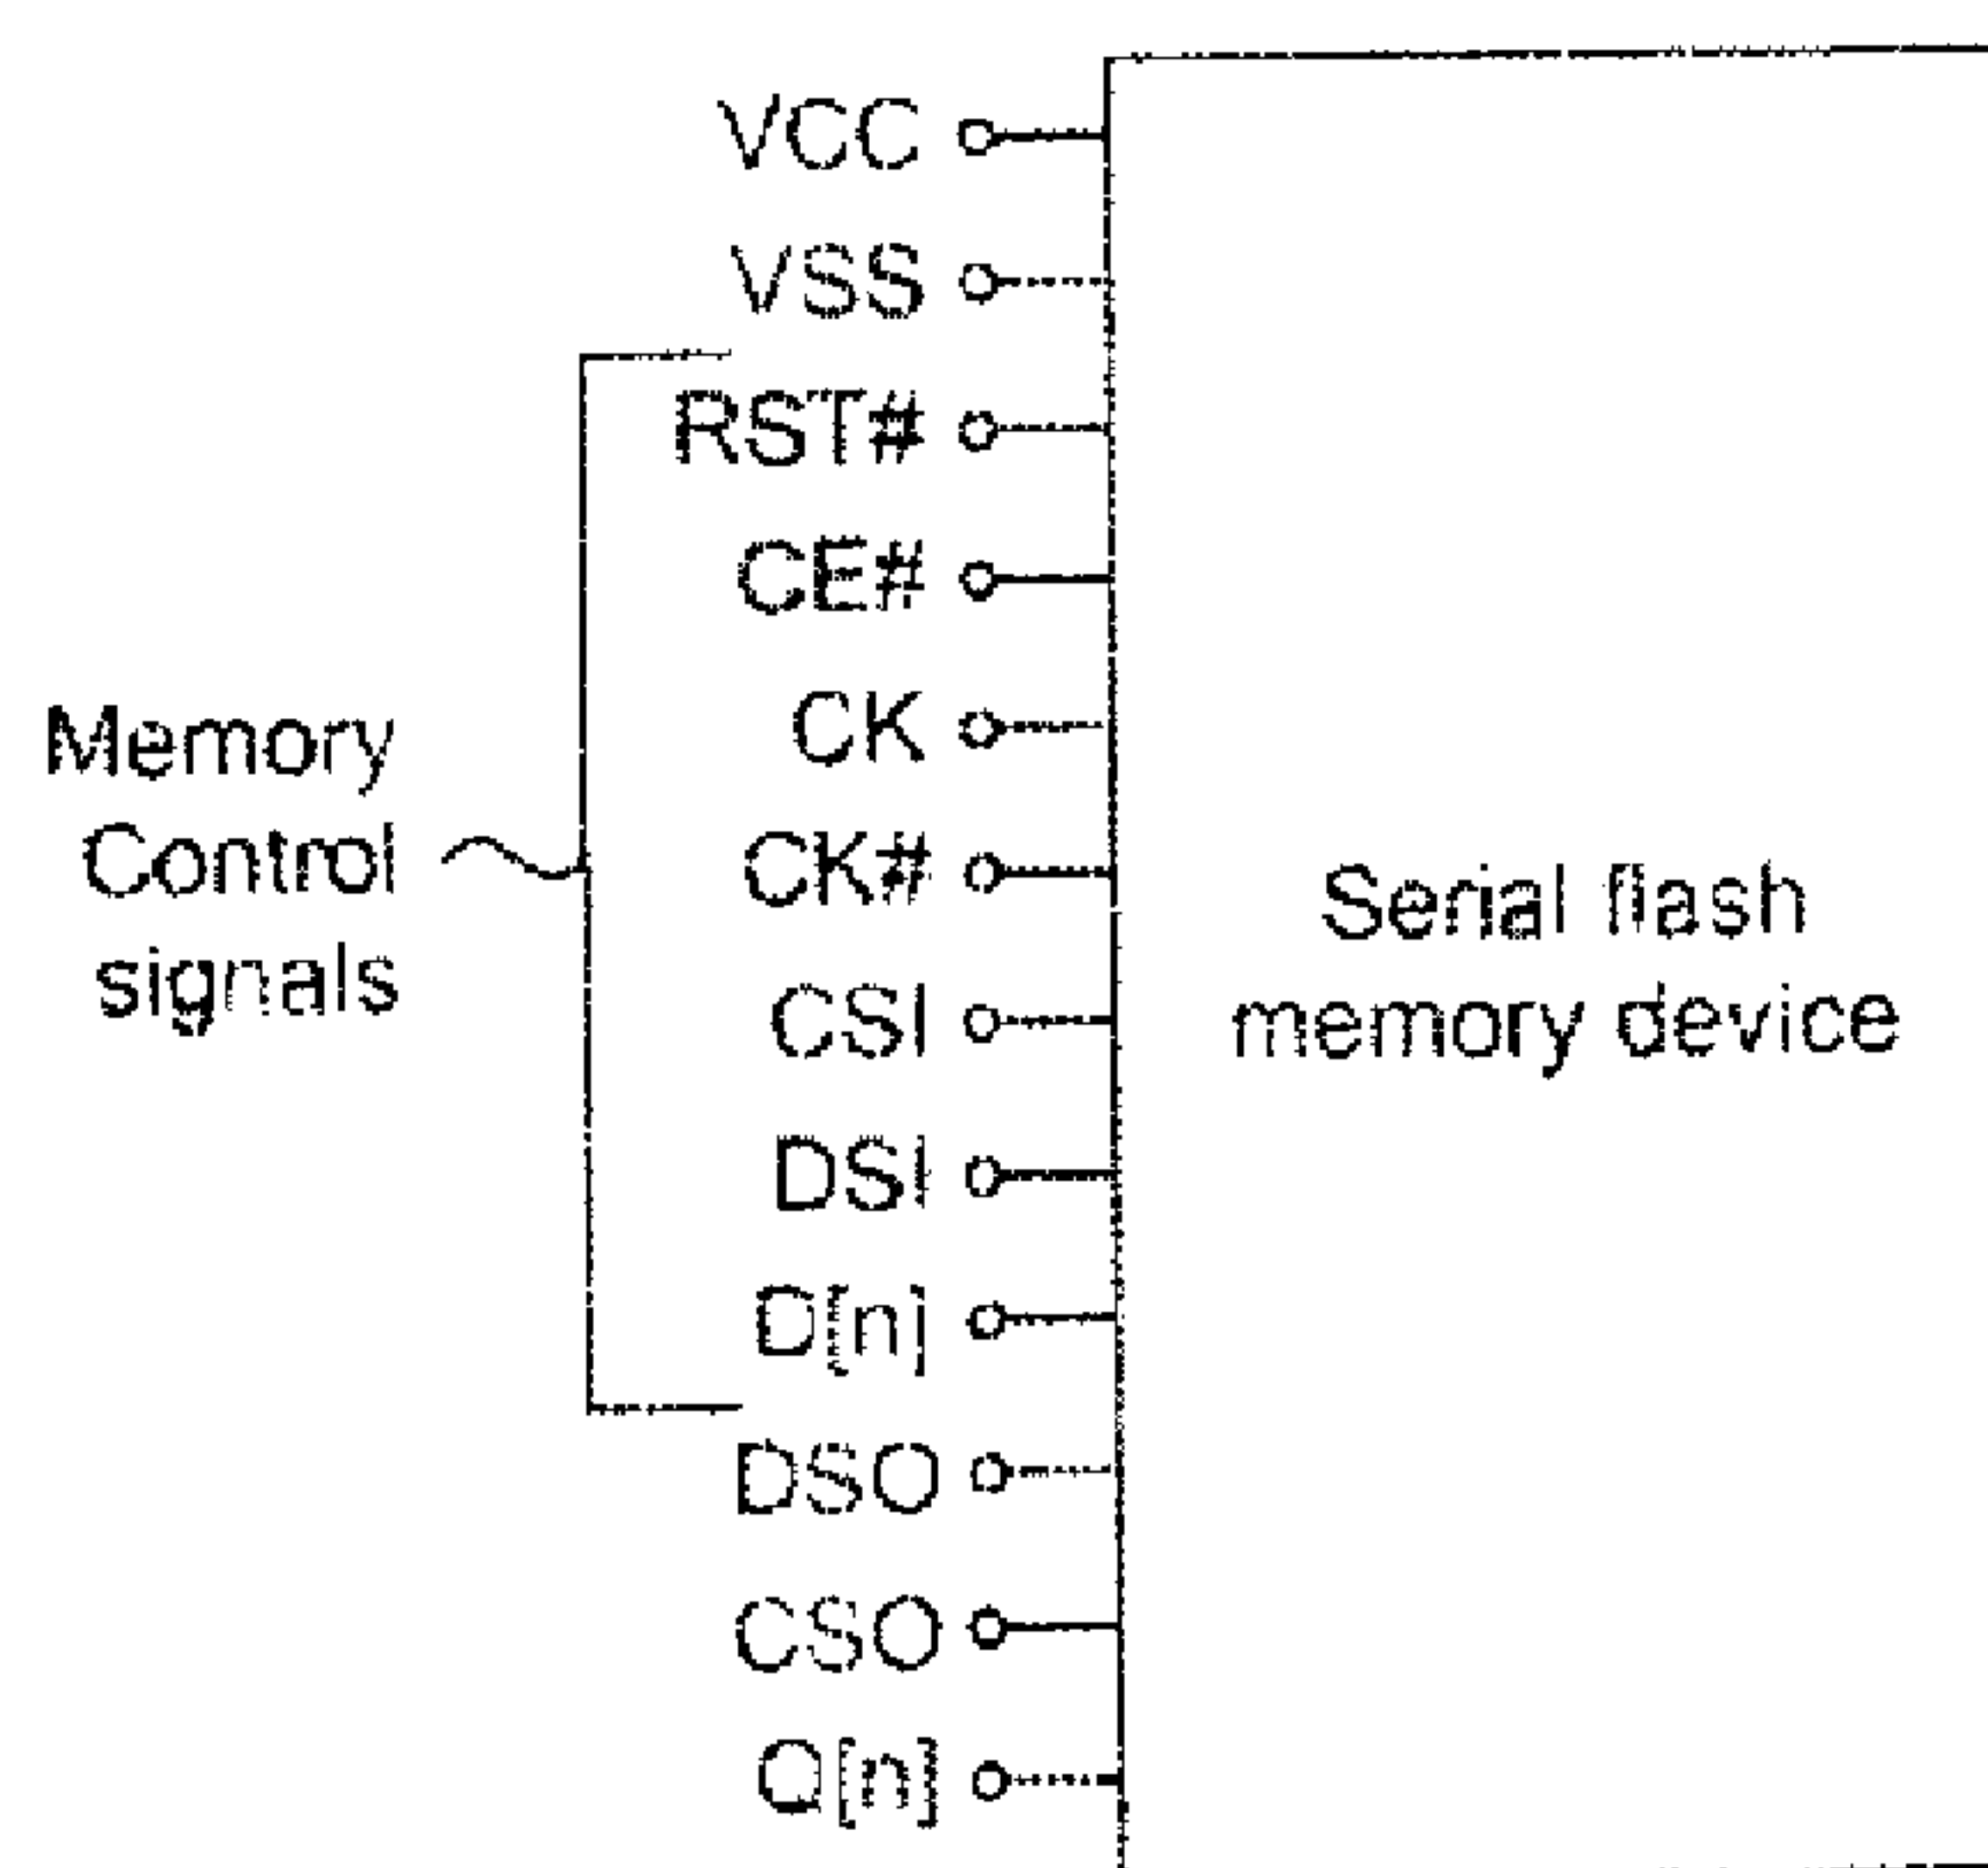 VCC
VSS
RST#
CE#
CK
CK#
CSI
DSI
D[n]
DSO
CSO
Q[n]
Memory
Control
signals
Serial flash
memory device